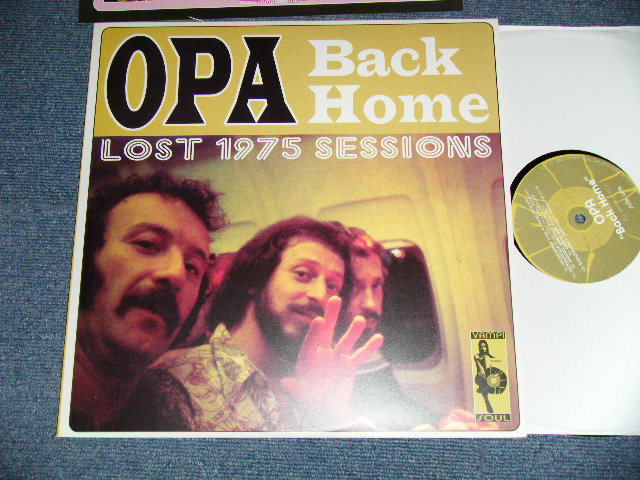 OPA
Back
Home
LOST 1975 SESSIONS
VAMPI
SOUL
OPA
"Back Home"